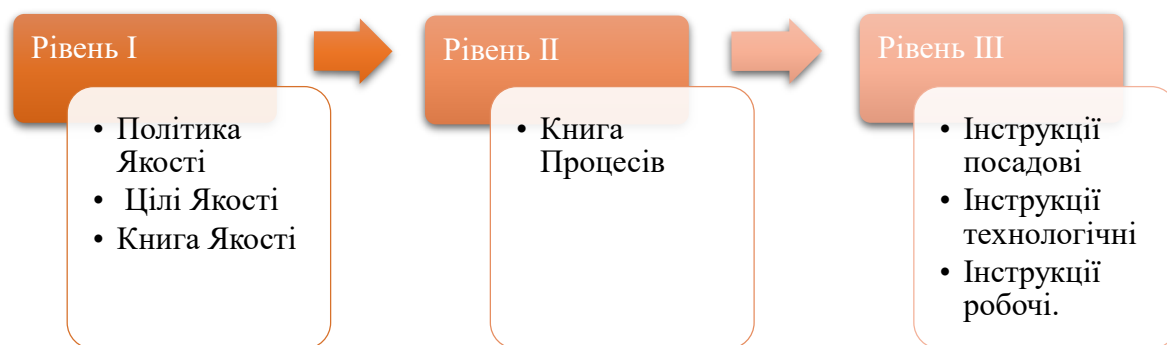 Рівень I
• Політика
Якості
• Цілі Якості
• Книга Якості
Рівень II
• Книга
Процесів
Рівень III
• Інструкції
посадові
• Інструкції
технологічні
• Інструкції
робочі.